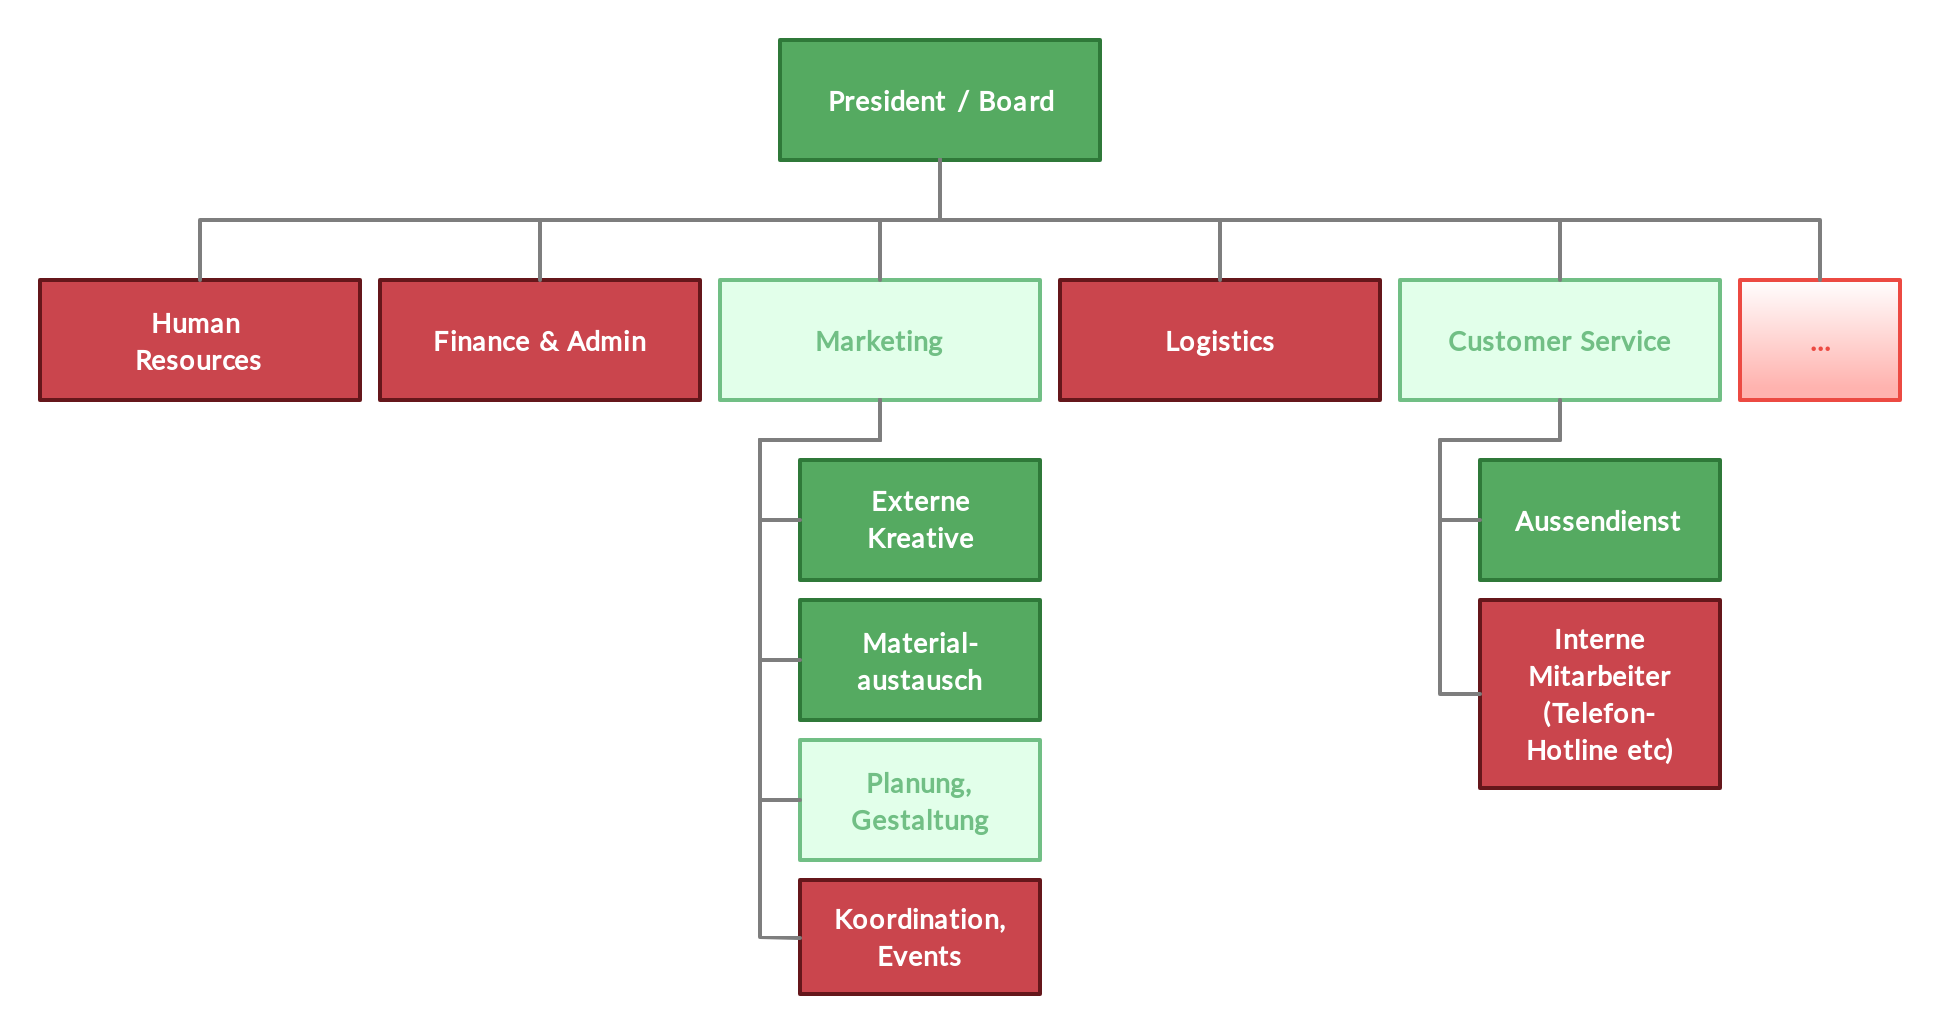 President / Board
Human
Resources
Finance & Admin
Marketing
Logistics
Customer Service
...
Externe
Kreative
Material-
austausch
Planung,
Gestaltung
Koordination,
Events
Aussendienst
Interne
Mitarbeiter
(Telefon-
Hotline etc)